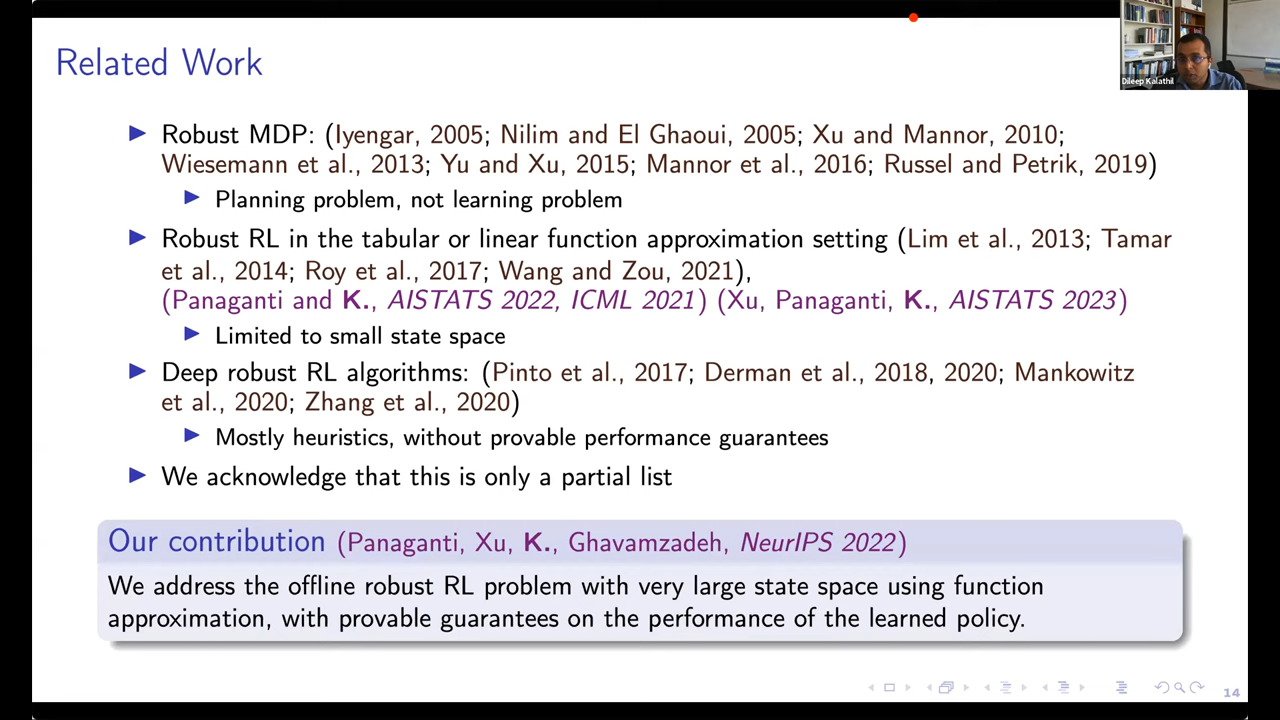 Related Work
Dileep Kalathil
Robust MDP: (Iyengar, 2005; Nilim and El Ghaoui, 2005; Xu and Mannor, 2010;
Wiesemann et al., 2013; Yu and Xu, 2015; Mannor et al., 2016; Russel and Petrik, 2019)
Planning problem, not learning problem
Robust RL in the tabular or linear function approximation setting (Lim et al., 2013; Tamar
et al., 2014; Roy et al., 2017; Wang and Zou, 2021),
(Panaganti and K., AISTATS 2022, ICML 2021) (Xu, Panaganti, K., AISTATS 2023)
Limited to small state space
Deep robust RL algorithms: (Pinto et al., 2017; Derman et al., 2018, 2020; Mankowitz
et al., 2020; Zhang et al., 2020)
Mostly heuristics, without provable performance guarantees
We acknowledge that this is only a partial list
Our contribution (Panaganti, Xu, K., Ghavamzadeh, NeurIPS 2022)
We address the offline robust RL problem with very large state space using function
approximation, with provable guarantees on the performance of the learned policy.
14